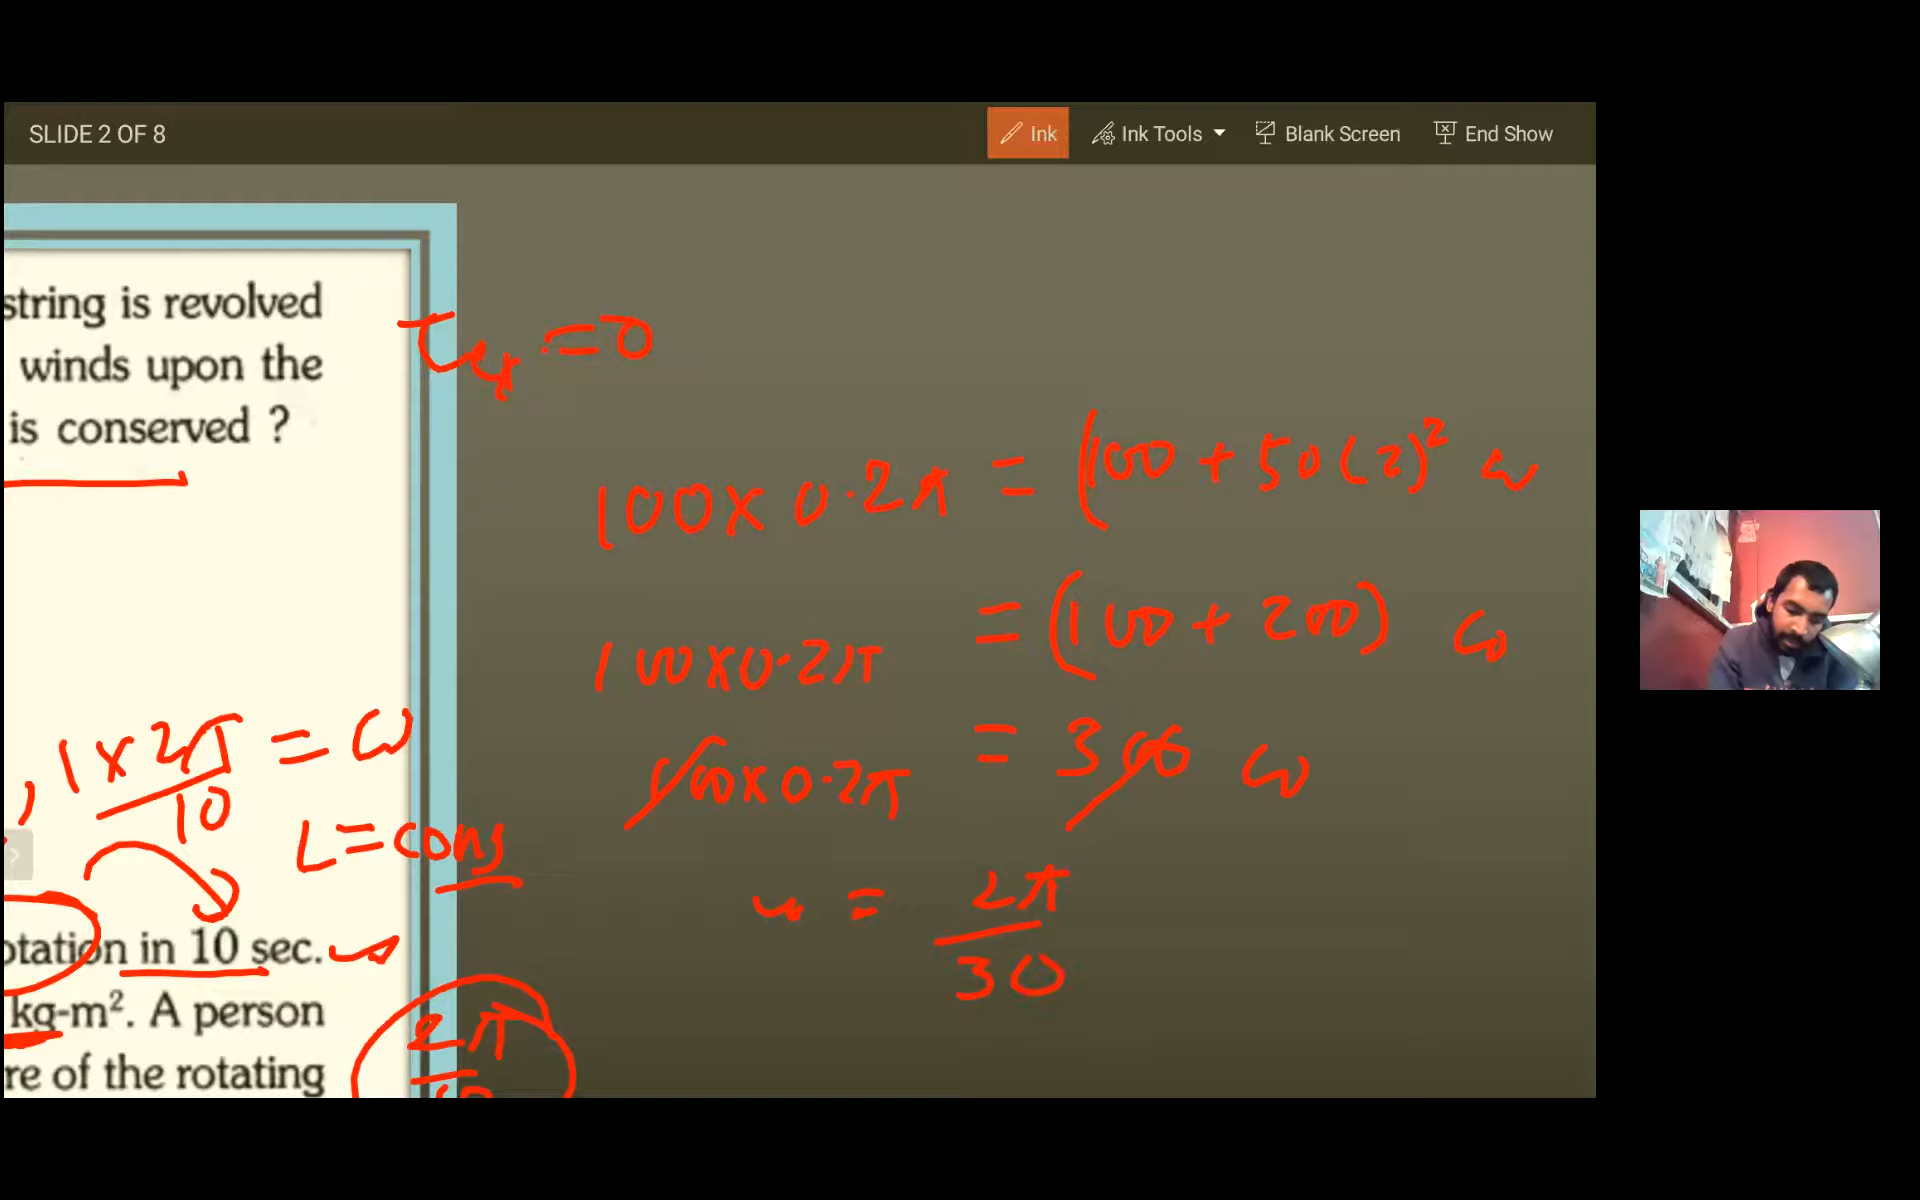 SLIDE 2 OF 8
Ink
Ink Tools
Blank Screen
End Show
string is revolved
winds upon the
is conserved ?
τex = 0
100 × 0.2π = (100 + 50(2)² ω
100×0.2π = (100 + 200) ω
100×0.2π = 300 ω
ω = 2π/30
, 1×2π/10 = ω
L = cons
otation in 10 sec.
kg-m². A person
re of the rotating
2π